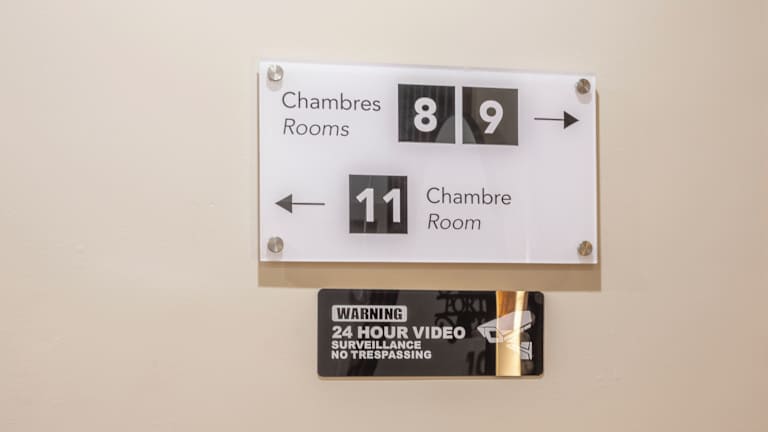 Chambres 8 9
Rooms
11 Chambre
Room
WARNING
24 HOUR VIDEO
SURVEILLANCE
NO TRESPASSING